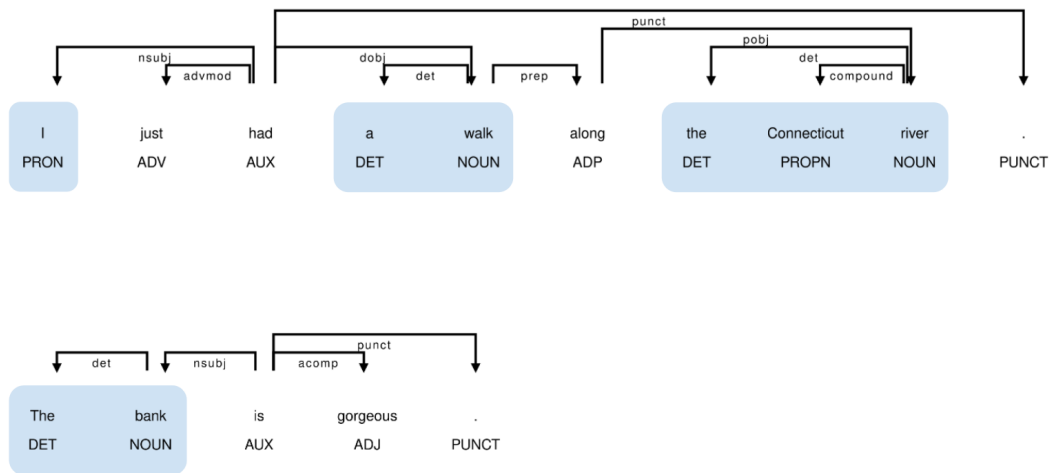 punct
pobj
nsubj dobj det
advmod det prep compound
I just had a walk along the Connecticut river .
PRON ADV AUX DET NOUN ADP DET PROPN NOUN PUNCT
punct
det nsubj acomp
The bank is gorgeous .
DET NOUN AUX ADJ PUNCT